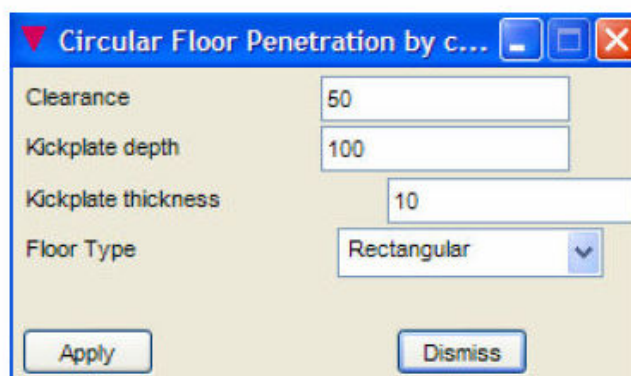 Circular Floor Penetration by c...
Clearance 50
Kickplate depth 100
Kickplate thickness 10
Floor Type Rectangular
Apply Dismiss